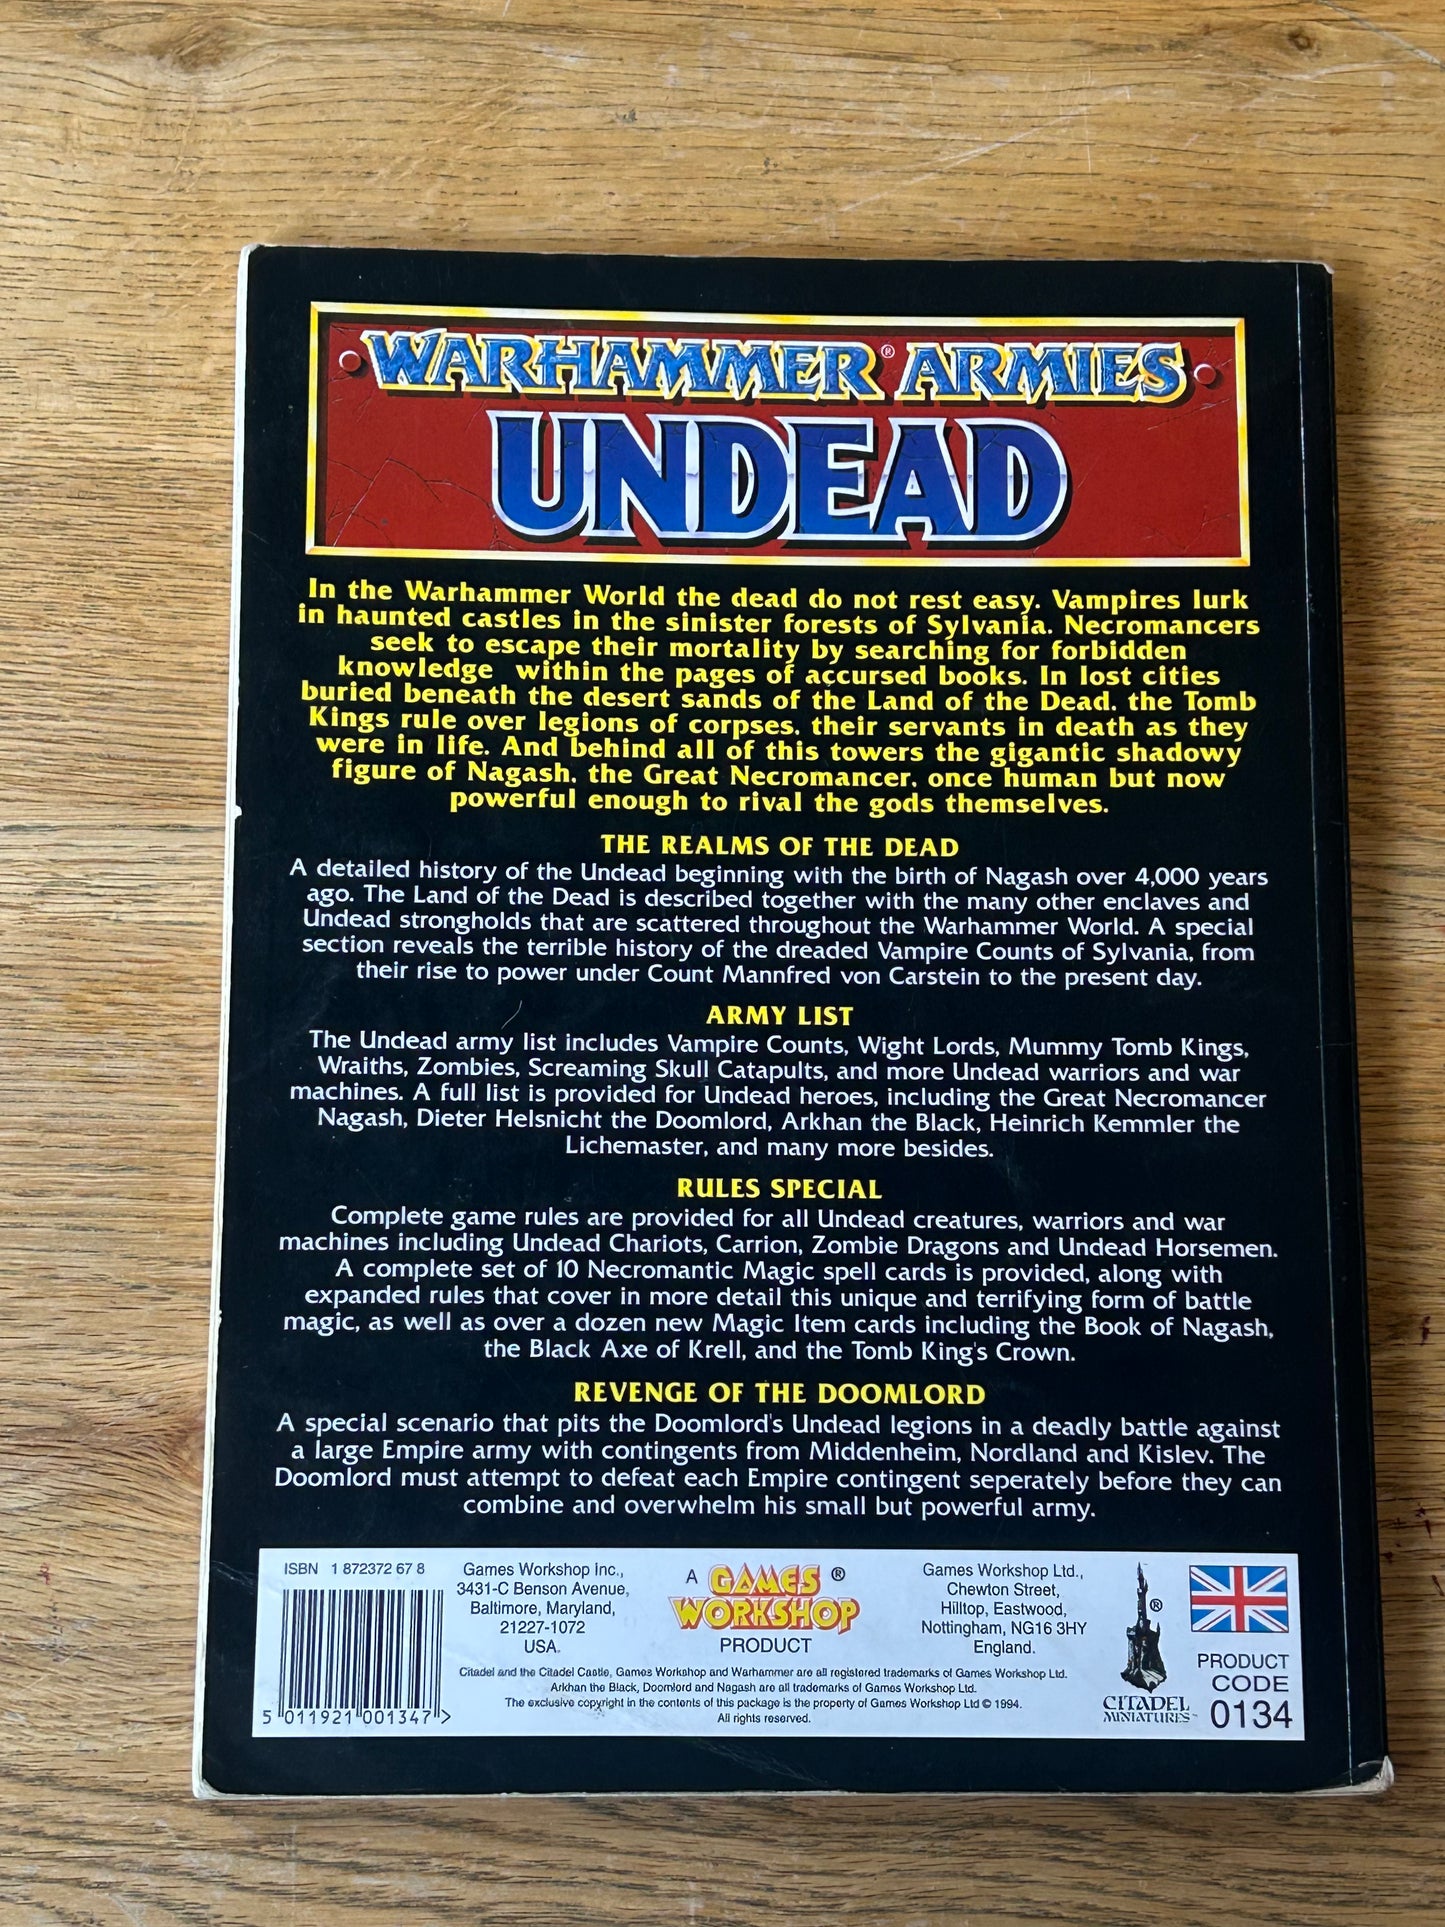 WARHAMMER® ARMIES
UNDEAD
In the Warhammer World the dead do not rest easy. Vampires lurk
in haunted castles in the sinister forests of Sylvania. Necromancers
seek to escape their mortality by searching for forbidden
knowledge within the pages of accursed books. In lost cities
buried beneath the desert sands of the Land of the Dead, the Tomb
Kings rule over legions of corpses, their servants in death as they
were in life. And behind all of this towers the gigantic shadowy
figure of Nagash, the Great Necromancer, once human but now
powerful enough to rival the gods themselves.
THE REALMS OF THE DEAD
A detailed history of the Undead beginning with the birth of Nagash over 4,000 years
ago. The Land of the Dead is described together with the many other enclaves and
Undead strongholds that are scattered throughout the Warhammer World. A special
section reveals the terrible history of the dreaded Vampire Counts of Sylvania, from
their rise to power under Count Mannfred von Carstein to the present day.
ARMY LIST
The Undead army list includes Vampire Counts, Wight Lords, Mummy Tomb Kings,
Wraiths, Zombies, Screaming Skull Catapults, and more Undead warriors and war
machines. A full list is provided for Undead heroes, including the Great Necromancer
Nagash, Dieter Helsnicht the Doomlord, Arkhan the Black, Heinrich Kemmler the
Lichemaster, and many more besides.
RULES SPECIAL
Complete game rules are provided for all Undead creatures, warriors and war
machines including Undead Chariots, Carrion, Zombie Dragons and Undead Horsemen.
A complete set of 10 Necromantic Magic spell cards is provided, along with
expanded rules that cover in more detail this unique and terrifying form of battle
magic, as well as over a dozen new Magic Item cards including the Book of Nagash,
the Black Axe of Krell, and the Tomb King's Crown.
REVENGE OF THE DOOMLORD
A special scenario that pits the Doomlord's Undead legions in a deadly battle against
a large Empire army with contingents from Middenheim, Nordland and Kislev. The
Doomlord must attempt to defeat each Empire contingent seperately before they can
combine and overwhelm his small but powerful army.
ISBN 1 872372 67 8
5 011921 001347 >
Games Workshop Inc.,
3431-C Benson Avenue,
Baltimore, Maryland,
21227-1072
USA.
A GAMES ®
WORKSHOP
PRODUCT
Games Workshop Ltd.,
Chewton Street,
Hilltop, Eastwood,
Nottingham, NG16 3HY
England.
Citadel and the Citadel Castle, Games Workshop and Warhammer are all registered trademarks of Games Workshop Ltd.
Arkhan the Black, Doomlord and Nagash are all trademarks of Games Workshop Ltd.
The exclusive copyright in the contents of this package is the property of Games Workshop Ltd © 1994.
All rights reserved.
®
CITADEL
MINIATURES™
PRODUCT
CODE
0134